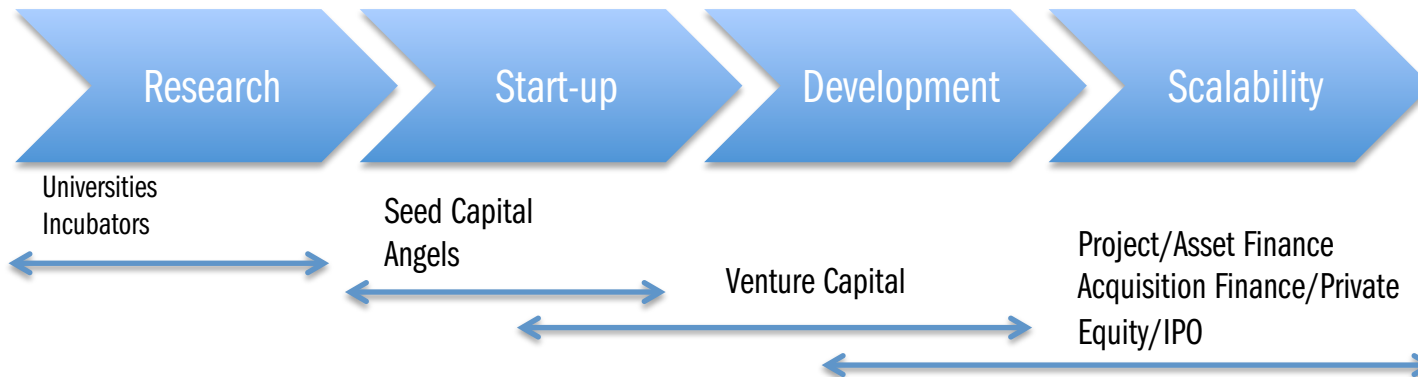 Research
Start-up
Development
Scalability
Universities
Incubators
Seed Capital
Angels
Venture Capital
Project/Asset Finance
Acquisition Finance/Private
Equity/IPO